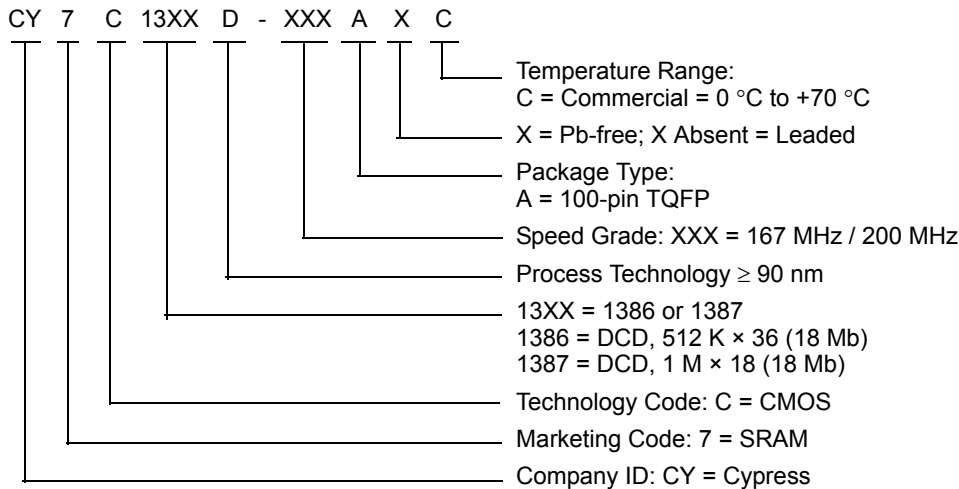 CY 7 C 13XX D - XXX A X C
Temperature Range:
C = Commercial = 0 °C to +70 °C
X = Pb-free; X Absent = Leaded
Package Type:
A = 100-pin TQFP
Speed Grade: XXX = 167 MHz / 200 MHz
Process Technology ≥ 90 nm
13XX = 1386 or 1387
1386 = DCD, 512 K × 36 (18 Mb)
1387 = DCD, 1 M × 18 (18 Mb)
Technology Code: C = CMOS
Marketing Code: 7 = SRAM
Company ID: CY = Cypress